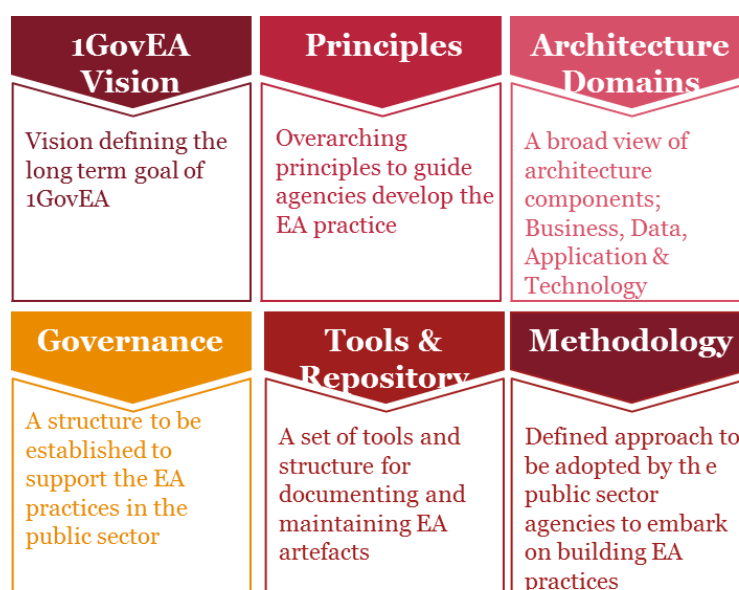 1GovEA
Vision
Vision defining the
long term goal of
1GovEA
Principles
Overarching
principles to guide
agencies develop the
EA practice
Architecture
Domains
A broad view of
architecture
components;
Business, Data,
Application &
Technology
Governance
A structure to be
established to
support the EA
practices in the
public sector
Tools &
Repository
A set of tools and
structure for
documenting and
maintaining EA
artefacts
Methodology
Defined approach to
be adopted by th e
public sector
agencies to embark
on building EA
practices